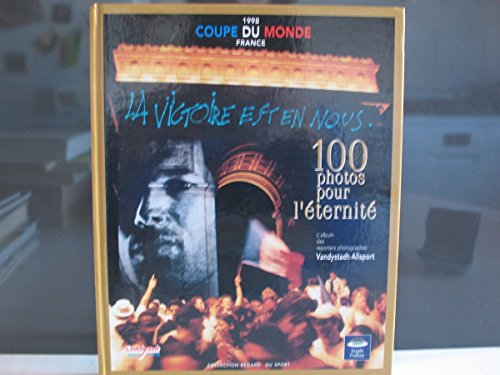 1998
COUPE DU MONDE
FRANCE
LA VICTOIRE EST EN NOUS.
100
photos
pour
l'éternité
L'album
des
reporters photographes
Vandystadt-Allsport
COLLECTION REGARD DU SPORT